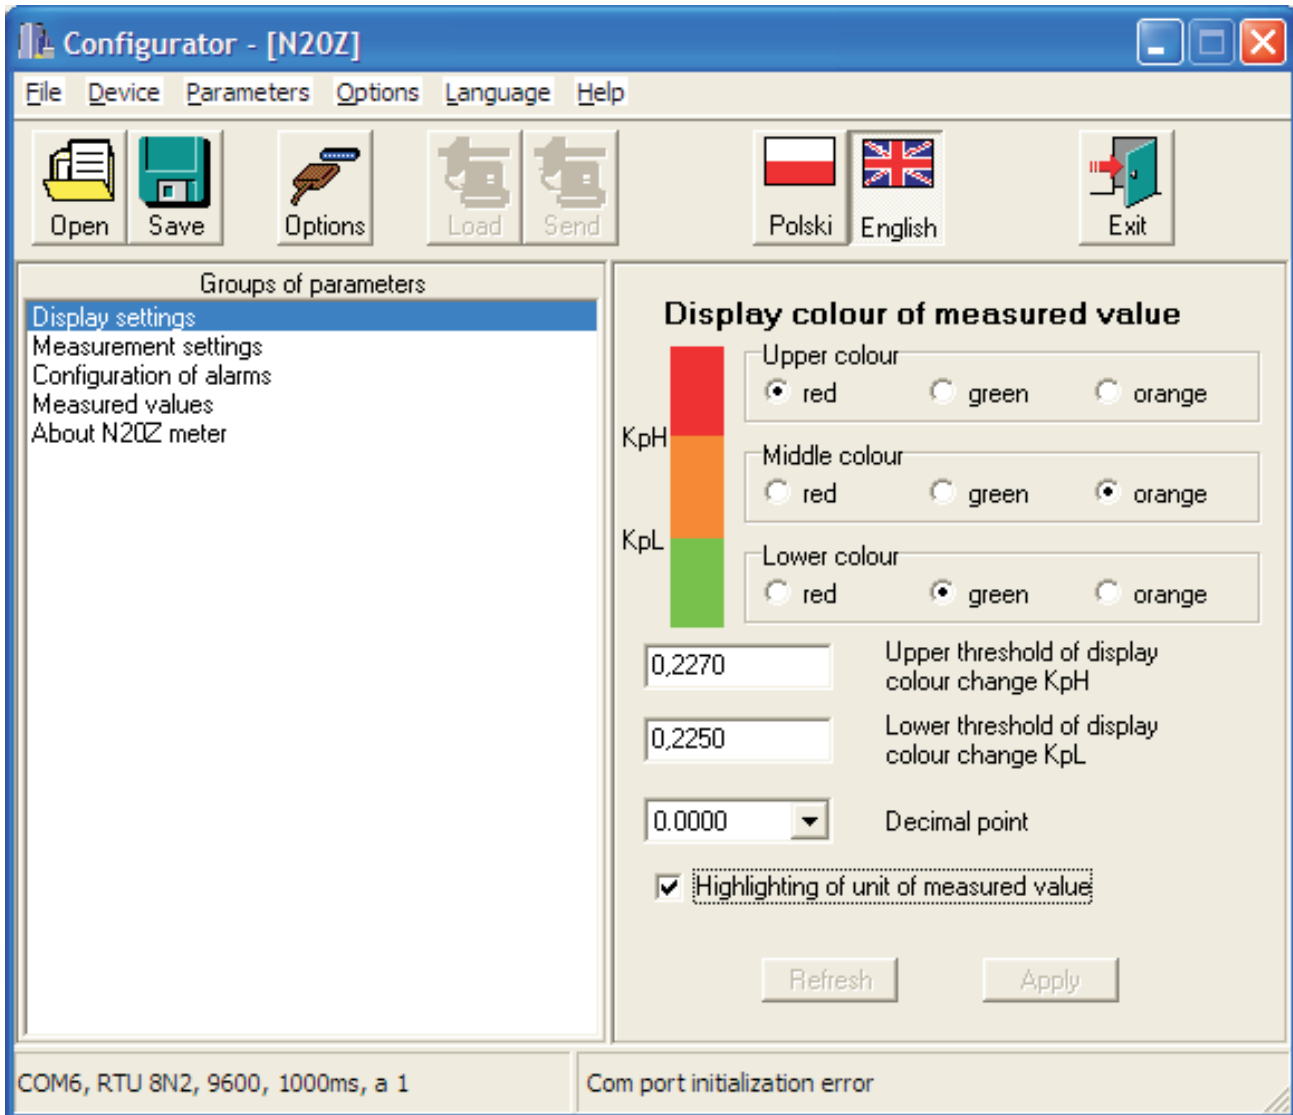 Configurator - [N20Z]
File Device Parameters Options Language Help
Open Save Options Load Send Polski English Exit
Groups of parameters
Display settings
Measurement settings
Configuration of alarms
Measured values
About N20Z meter
Display colour of measured value
Upper colour
red green orange
KpH
Middle colour
red green orange
KpL
Lower colour
red green orange
0,2270 Upper threshold of display
colour change KpH
0,2250 Lower threshold of display
colour change KpL
0.0000 Decimal point
Highlighting of unit of measured value
Refresh Apply
COM6, RTU 8N2, 9600, 1000ms, a 1 Com port initialization error